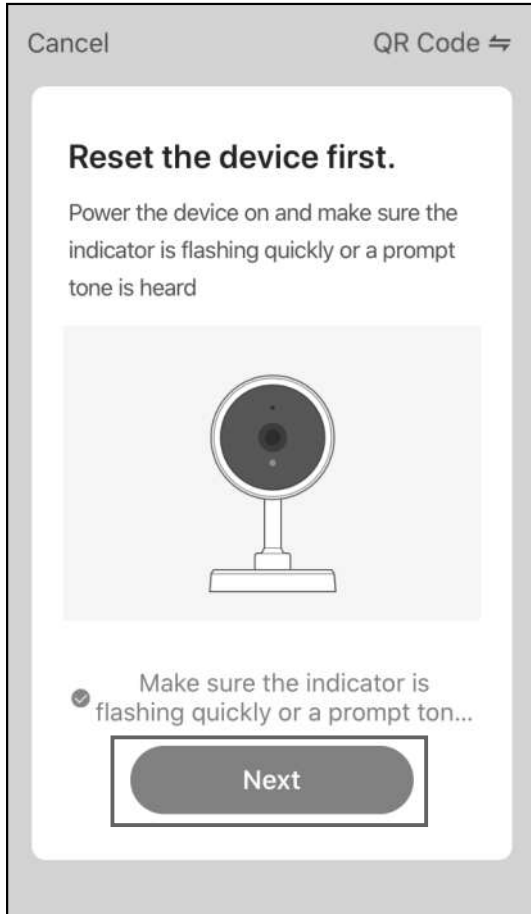 Cancel
QR Code ⇋
Reset the device first.
Power the device on and make sure the
indicator is flashing quickly or a prompt
tone is heard
Make sure the indicator is
flashing quickly or a prompt ton...
Next